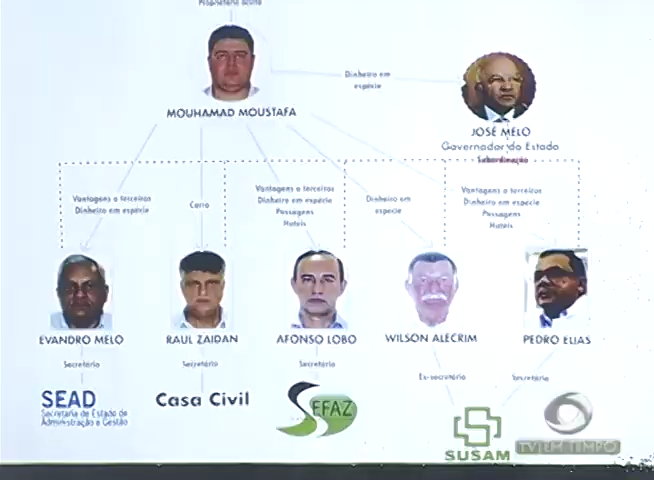 Proprietário oculto
Dinheiro em
espécie
MOUHAMAD MOUSTAFA
JOSÉ MELO
Governador do Estado
Subordinação
Vantagens a terceiros
Dinheiro em espécie
Carro
Vantagens a terceiros
Dinheiro em espécie
Passagens
Hotéis
Dinheiro em
espécie
Vantagens a terceiros
Dinheiro em espécie
Passagens
Hotéis
EVANDRO MELO
RAUL ZAIDAN
AFONSO LOBO
WILSON ALECRIM
PEDRO ELIAS
Secretário
Secretário
Secretário
Ex-secretário
Secretário
SEAD
Secretaria de Estado de
Administração e Gestão
Casa Civil
SEFAZ
SUSAM
TV EM TEMPO